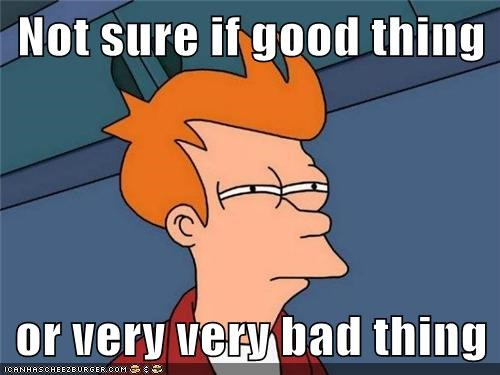 Not sure if good thing
or very very bad thing
ICANHASCHEEZBURGER.COM